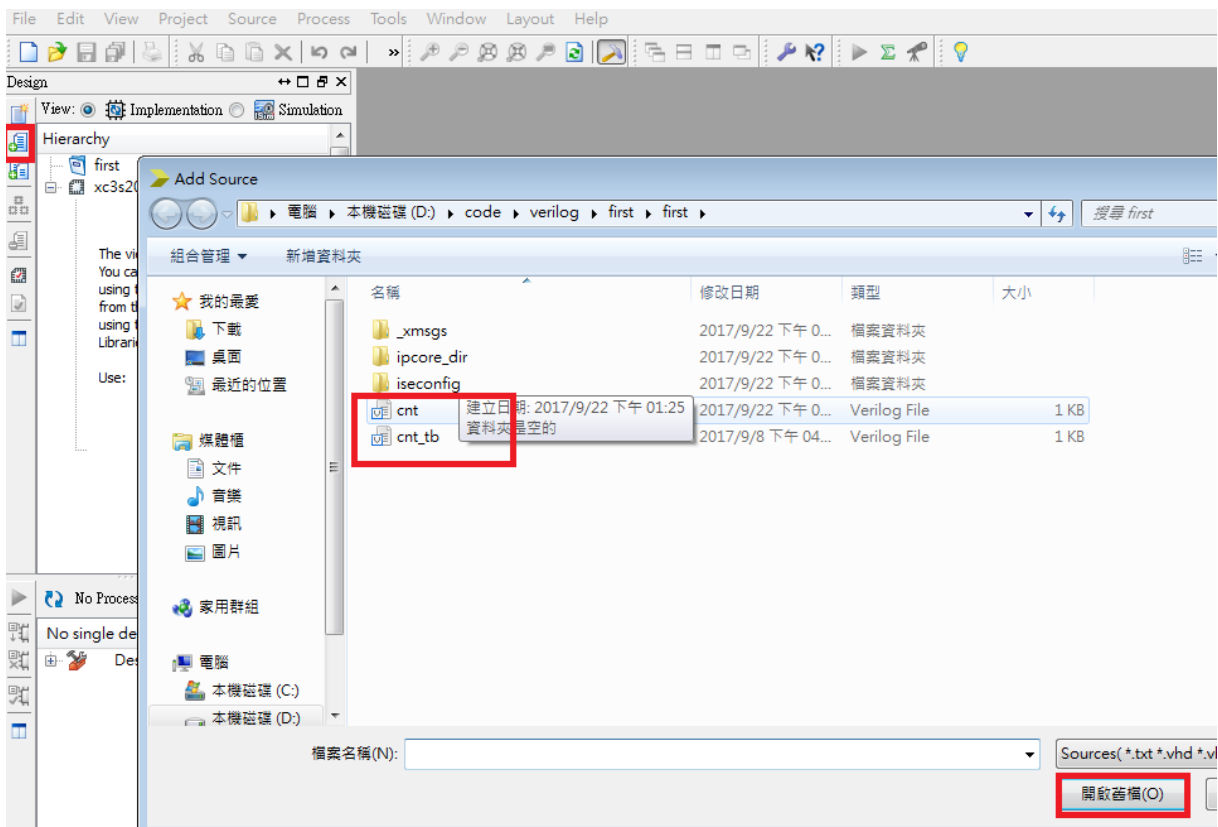 File Edit View Project Source Process Tools Window Layout Help
Design
View: Implementation Simulation
Hierarchy
first
xc3s20
The vi
You ca
using t
from t
using t
Librari
Use:
No Process
No single de
Des
Add Source
電腦 本機磁碟 (D:) code verilog first first
搜尋 first
組合管理 新增資料夾
我的最愛
下載
桌面
最近的位置
媒體櫃
文件
音樂
視訊
圖片
家用群組
電腦
本機磁碟 (C:)
本機磁碟 (D:)
名稱 修改日期 類型 大小
_xmsgs 2017/9/22 下午 0... 檔案資料夾
ipcore_dir 2017/9/22 下午 0... 檔案資料夾
iseconfig 2017/9/22 下午 0... 檔案資料夾
cnt 2017/9/22 下午 0... Verilog File 1 KB
cnt_tb 2017/9/8 下午 04... Verilog File 1 KB
建立日期: 2017/9/22 下午 01:25
資料夾是空的
檔案名稱(N):
Sources( *.txt *.vhd *.vl
開啟舊檔(O)